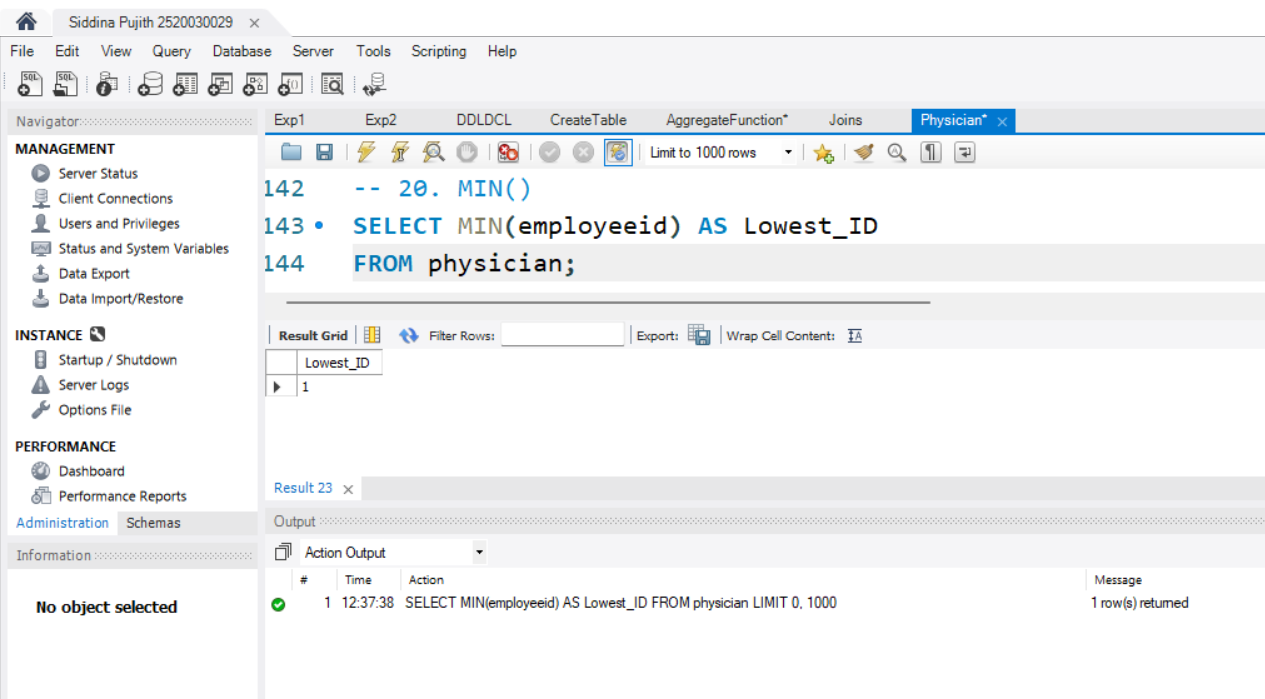 Siddina Pujith 2520030029 ×
File Edit View Query Database Server Tools Scripting Help
SQL SQL
Navigator
MANAGEMENT
Server Status
Client Connections
Users and Privileges
Status and System Variables
Data Export
Data Import/Restore
INSTANCE
Startup / Shutdown
Server Logs
Options File
PERFORMANCE
Dashboard
Performance Reports
Administration Schemas
Information
No object selected
Exp1 Exp2 DDLDCL CreateTable AggregateFunction* Joins Physician* ×
Limit to 1000 rows
142 -- 20. MIN()
143 SELECT MIN(employeeid) AS Lowest_ID
144 FROM physician;
Result Grid Filter Rows: Export: Wrap Cell Content: IA
Lowest_ID
1
Result 23 ×
Output
Action Output
# Time Action Message
1 12:37:38 SELECT MIN(employeeid) AS Lowest_ID FROM physician LIMIT 0, 1000 1 row(s) returned